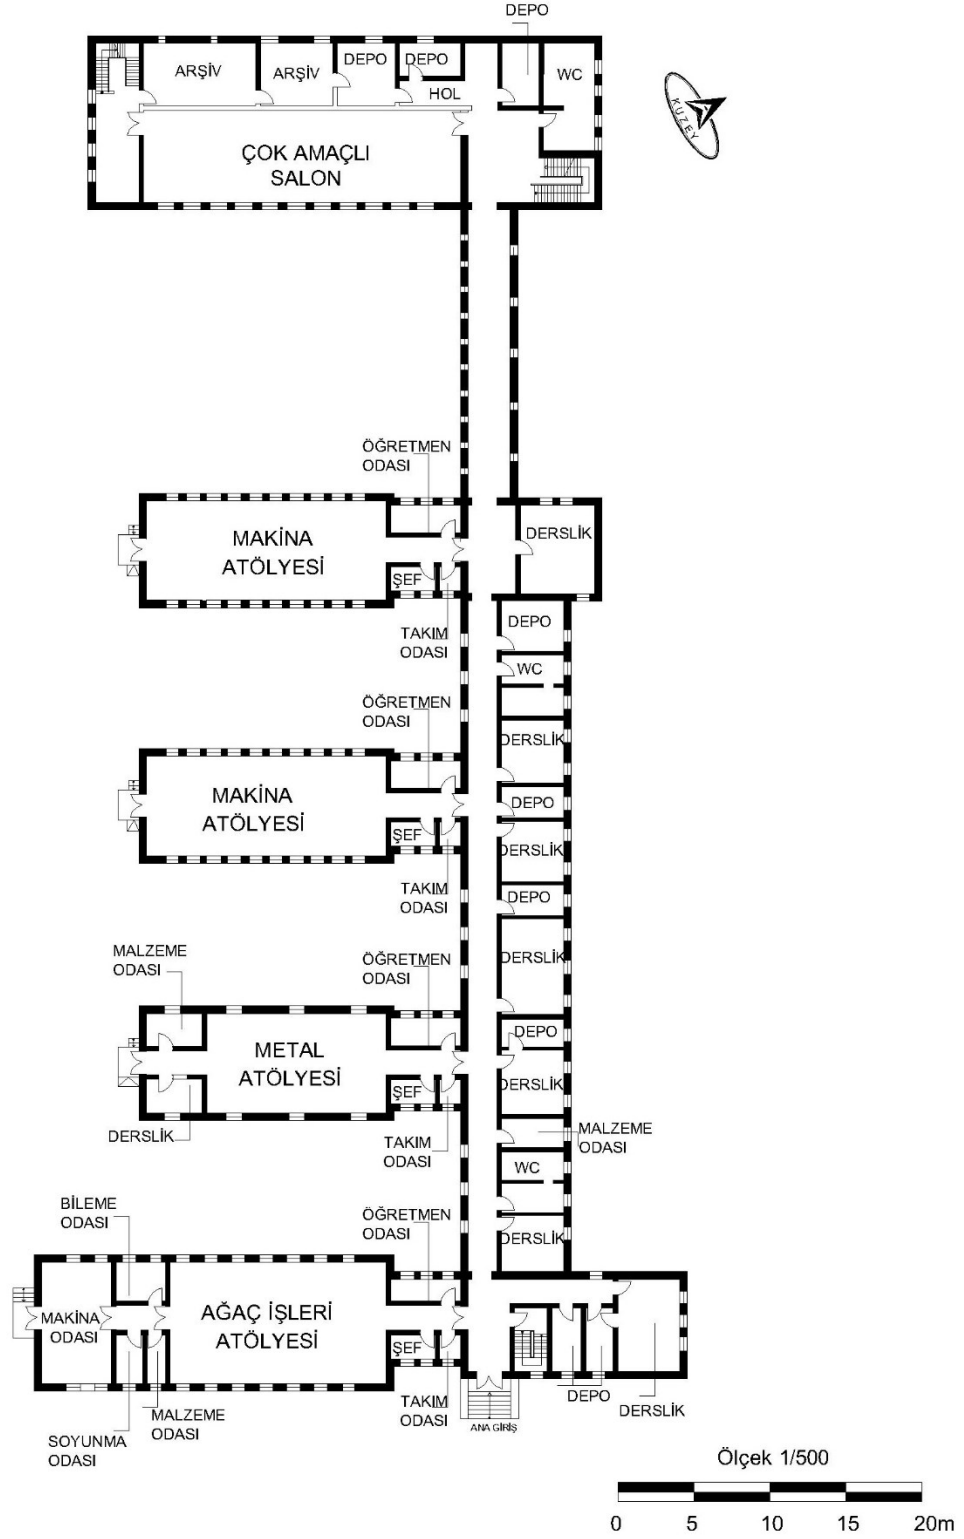 DEPO
ARŞİV
ARŞİV
DEPO
DEPO
WC
HOL
KUZEY
ÇOK AMAÇLI
SALON
ÖĞRETMEN
ODASI
MAKİNA
ATÖLYESİ
DERSLİK
ŞEF
DEPO
TAKIM
ODASI
WC
ÖĞRETMEN
ODASI
DERSLİK
MAKİNA
ATÖLYESİ
DEPO
ŞEF
DERSLİK
TAKIM
ODASI
DEPO
MALZEME
ODASI
ÖĞRETMEN
ODASI
DERSLİK
DEPO
METAL
ATÖLYESİ
ŞEF
DERSLİK
DERSLİK
TAKIM
ODASI
MALZEME
ODASI
WC
BİLEME
ODASI
ÖĞRETMEN
ODASI
DERSLİK
MAKİNA
ODASI
AĞAÇ İŞLERİ
ATÖLYESİ
ŞEF
DEPO
DERSLİK
TAKIM
ODASI
MALZEME
ODASI
ANA GİRİŞ
SOYUNMA
ODASI
Ölçek 1/500
0 5 10 15 20m